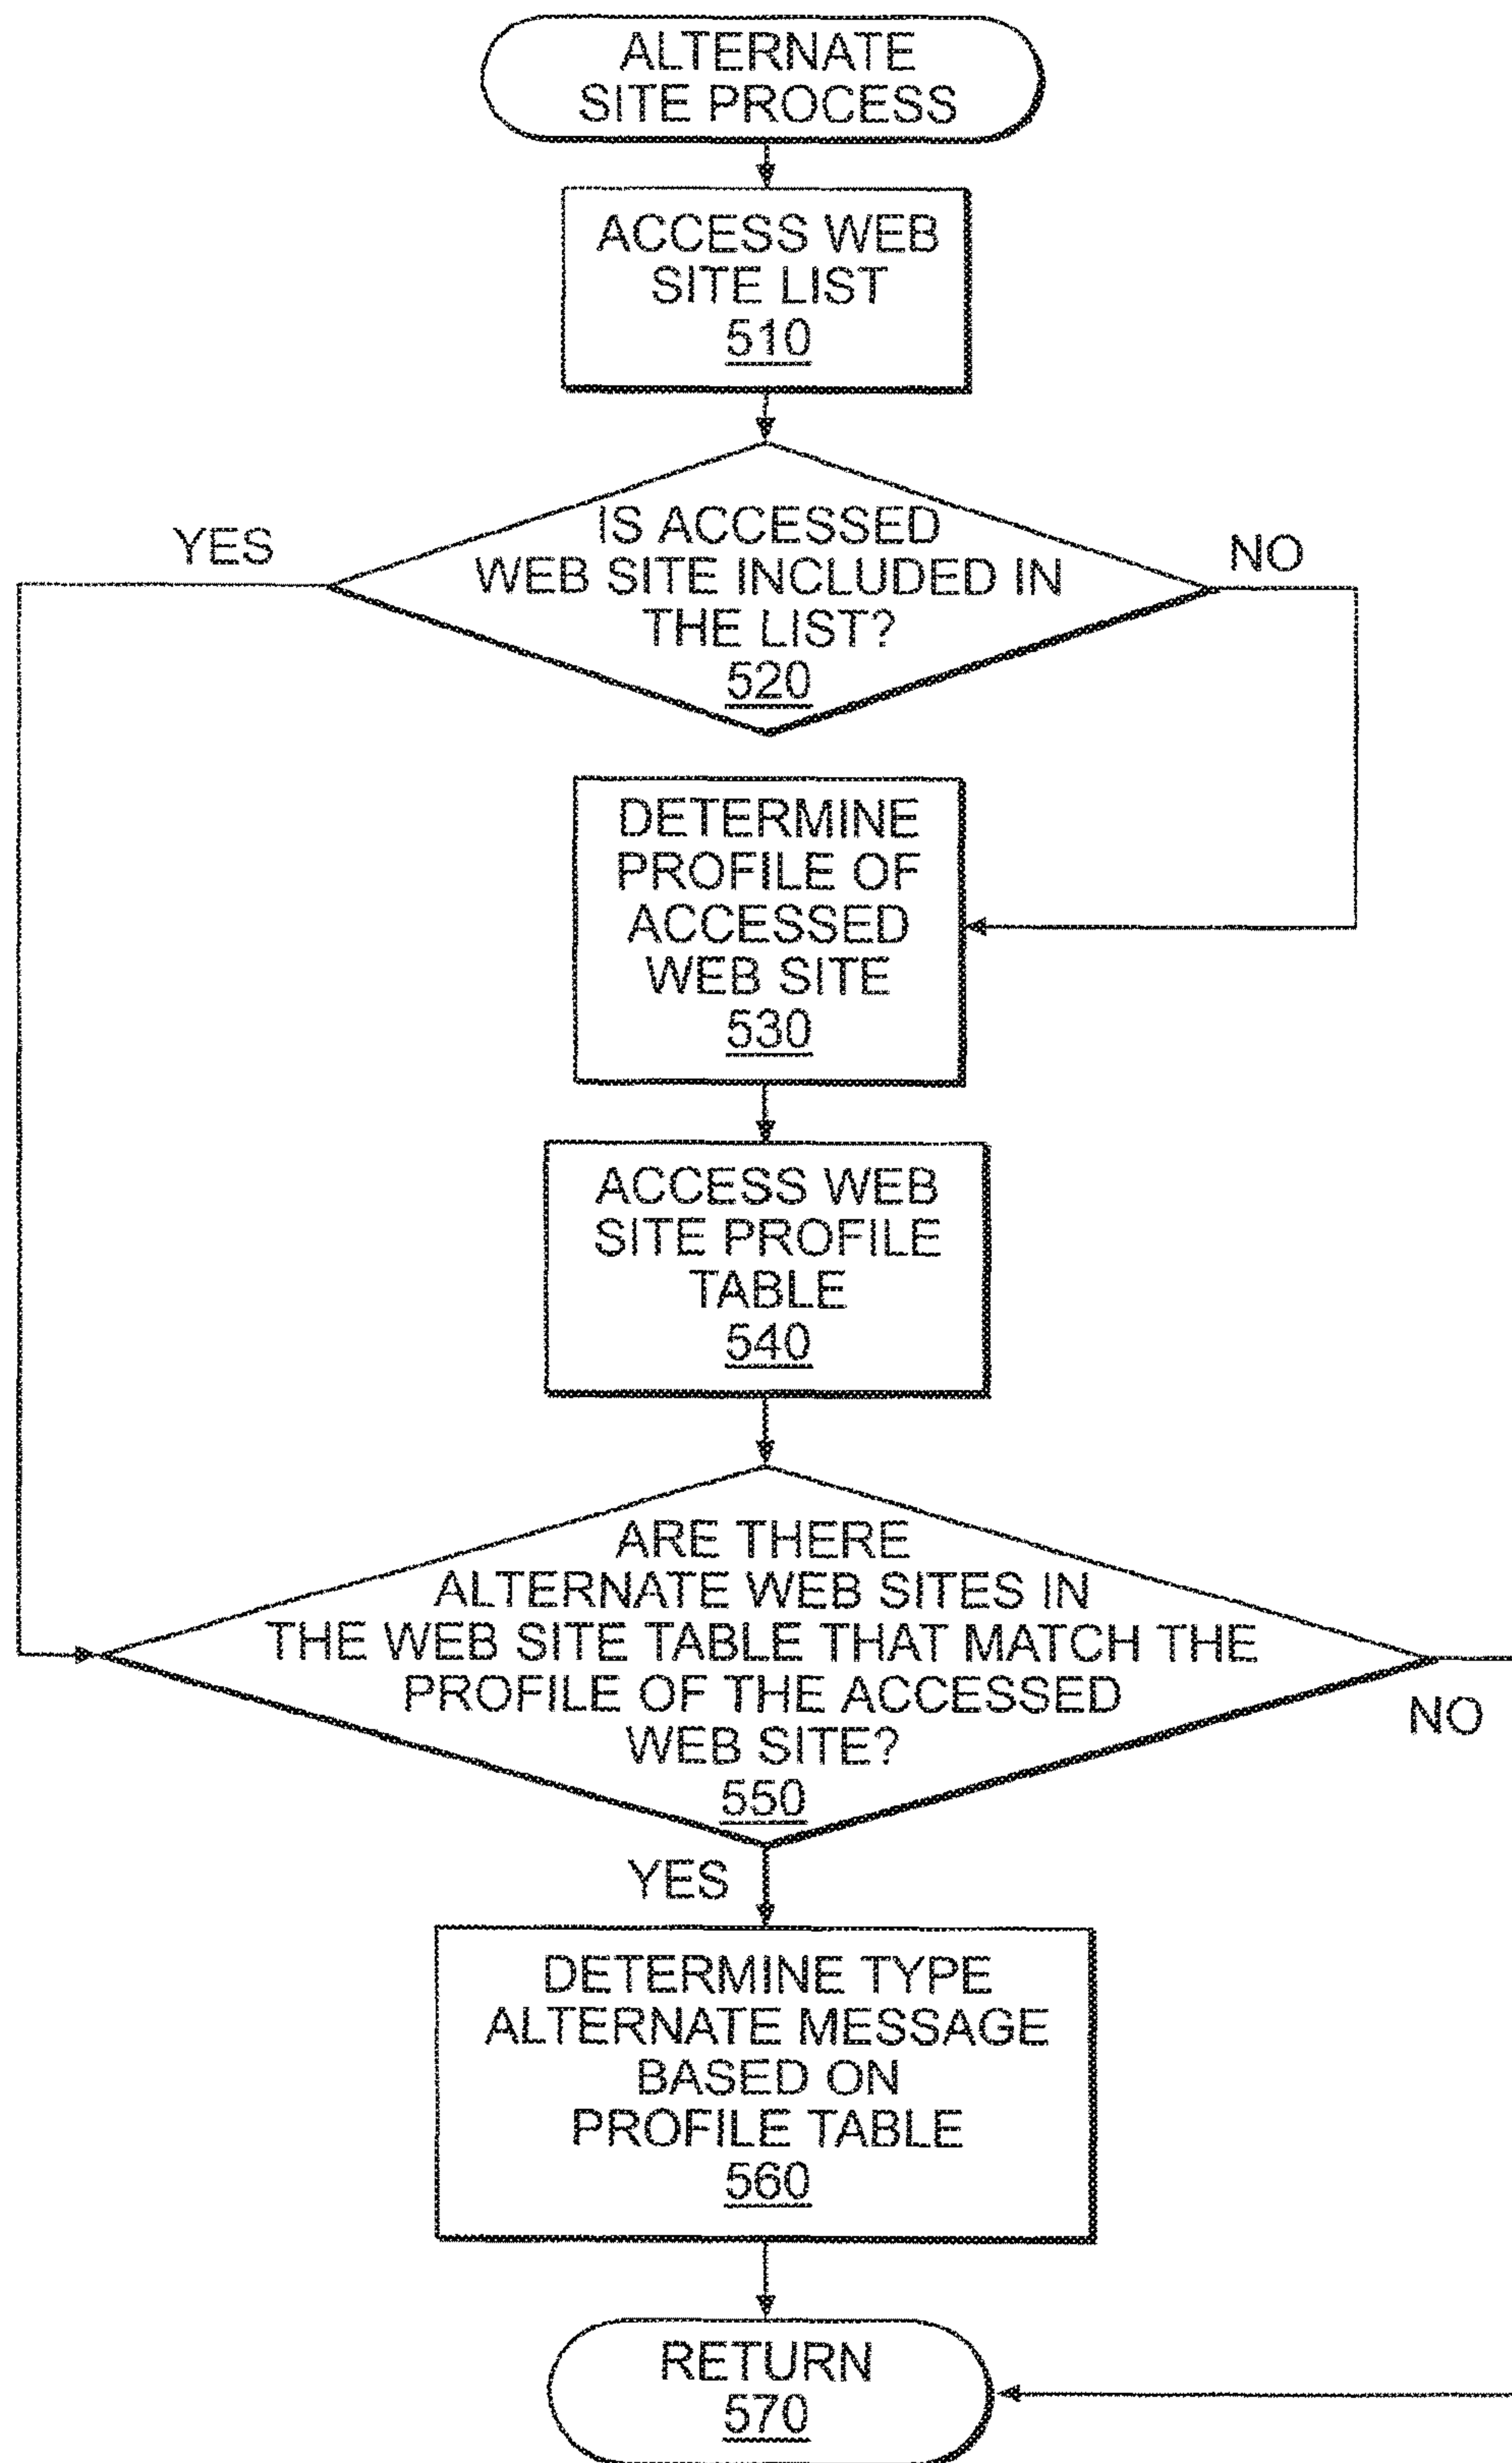 ALTERNATE
SITE PROCESS
ACCESS WEB
SITE LIST
510
YES
IS ACCESSED
WEB SITE INCLUDED IN
THE LIST?
520
NO
DETERMINE
PROFILE OF
ACCESSED
WEB SITE
530
ACCESS WEB
SITE PROFILE
TABLE
540
ARE THERE
ALTERNATE WEB SITES IN
THE WEB SITE TABLE THAT MATCH THE
PROFILE OF THE ACCESSED
WEB SITE?
550
NO
YES
DETERMINE TYPE
ALTERNATE MESSAGE
BASED ON
PROFILE TABLE
560
RETURN
570